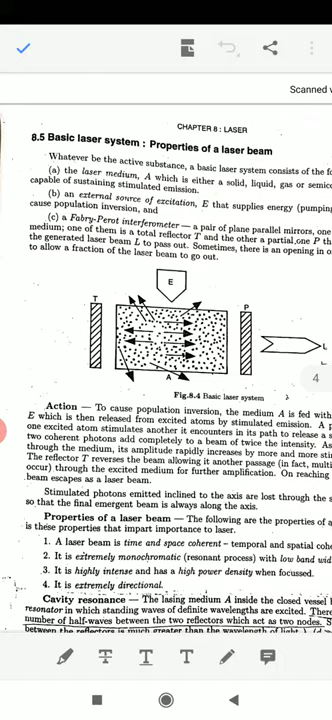 Scanned
CHAPTER 8 : LASER
8.5 Basic laser system : Properties of a laser beam
Whatever be the active substance, a basic laser system consists of the
(a) the laser medium, A which is either a solid, liquid, gas or
capable of sustaining stimulated emission.
(b) an external source of excitation, E that supplies energy (pumping
cause population inversion, and
(c) a Fabry-Perot interferometer — a pair of plane parallel mirrors, one
medium; one of them is a total reflector T and the other a partial one P
the generated laser beam L to pass out. Sometimes, there is an opening in
to allow a fraction of the laser beam to go out.
E
T
P
L
A
4
Fig.8.4 Basic laser system
Action — To cause population inversion, the medium A is fed with
E which is then released from excited atoms by stimulated emission. A
one excited atom stimulates another it encounters in its path to release a
two coherent photons add completely to a beam of twice the intensity. As
through the medium, its amplitude rapidly increases by more and more
The reflector T reverses the beam allowing it another passage (in fact,
occur) through the excited medium for further amplification. On reaching
beam escapes as a laser beam.
Stimulated photons emitted inclined to the axis are lost through the
so that the final emergent beam is always along the axis.
Properties of a laser beam — The following are the properties of a
is these properties that impart importance to laser.
1. A laser beam is time and space coherent – temporal and spatial
2. It is extremely monochromatic (resonant process) with low band
3. It is highly intense and has a high power density when focussed.
4. It is extremely directional.
Cavity resonance — The lasing medium A inside the closed vessel
resonator in which standing waves of definite wavelengths are excited.
number of half-waves between the two reflectors which act as two nodes.
between the reflectors is much greater than the wavelength of light